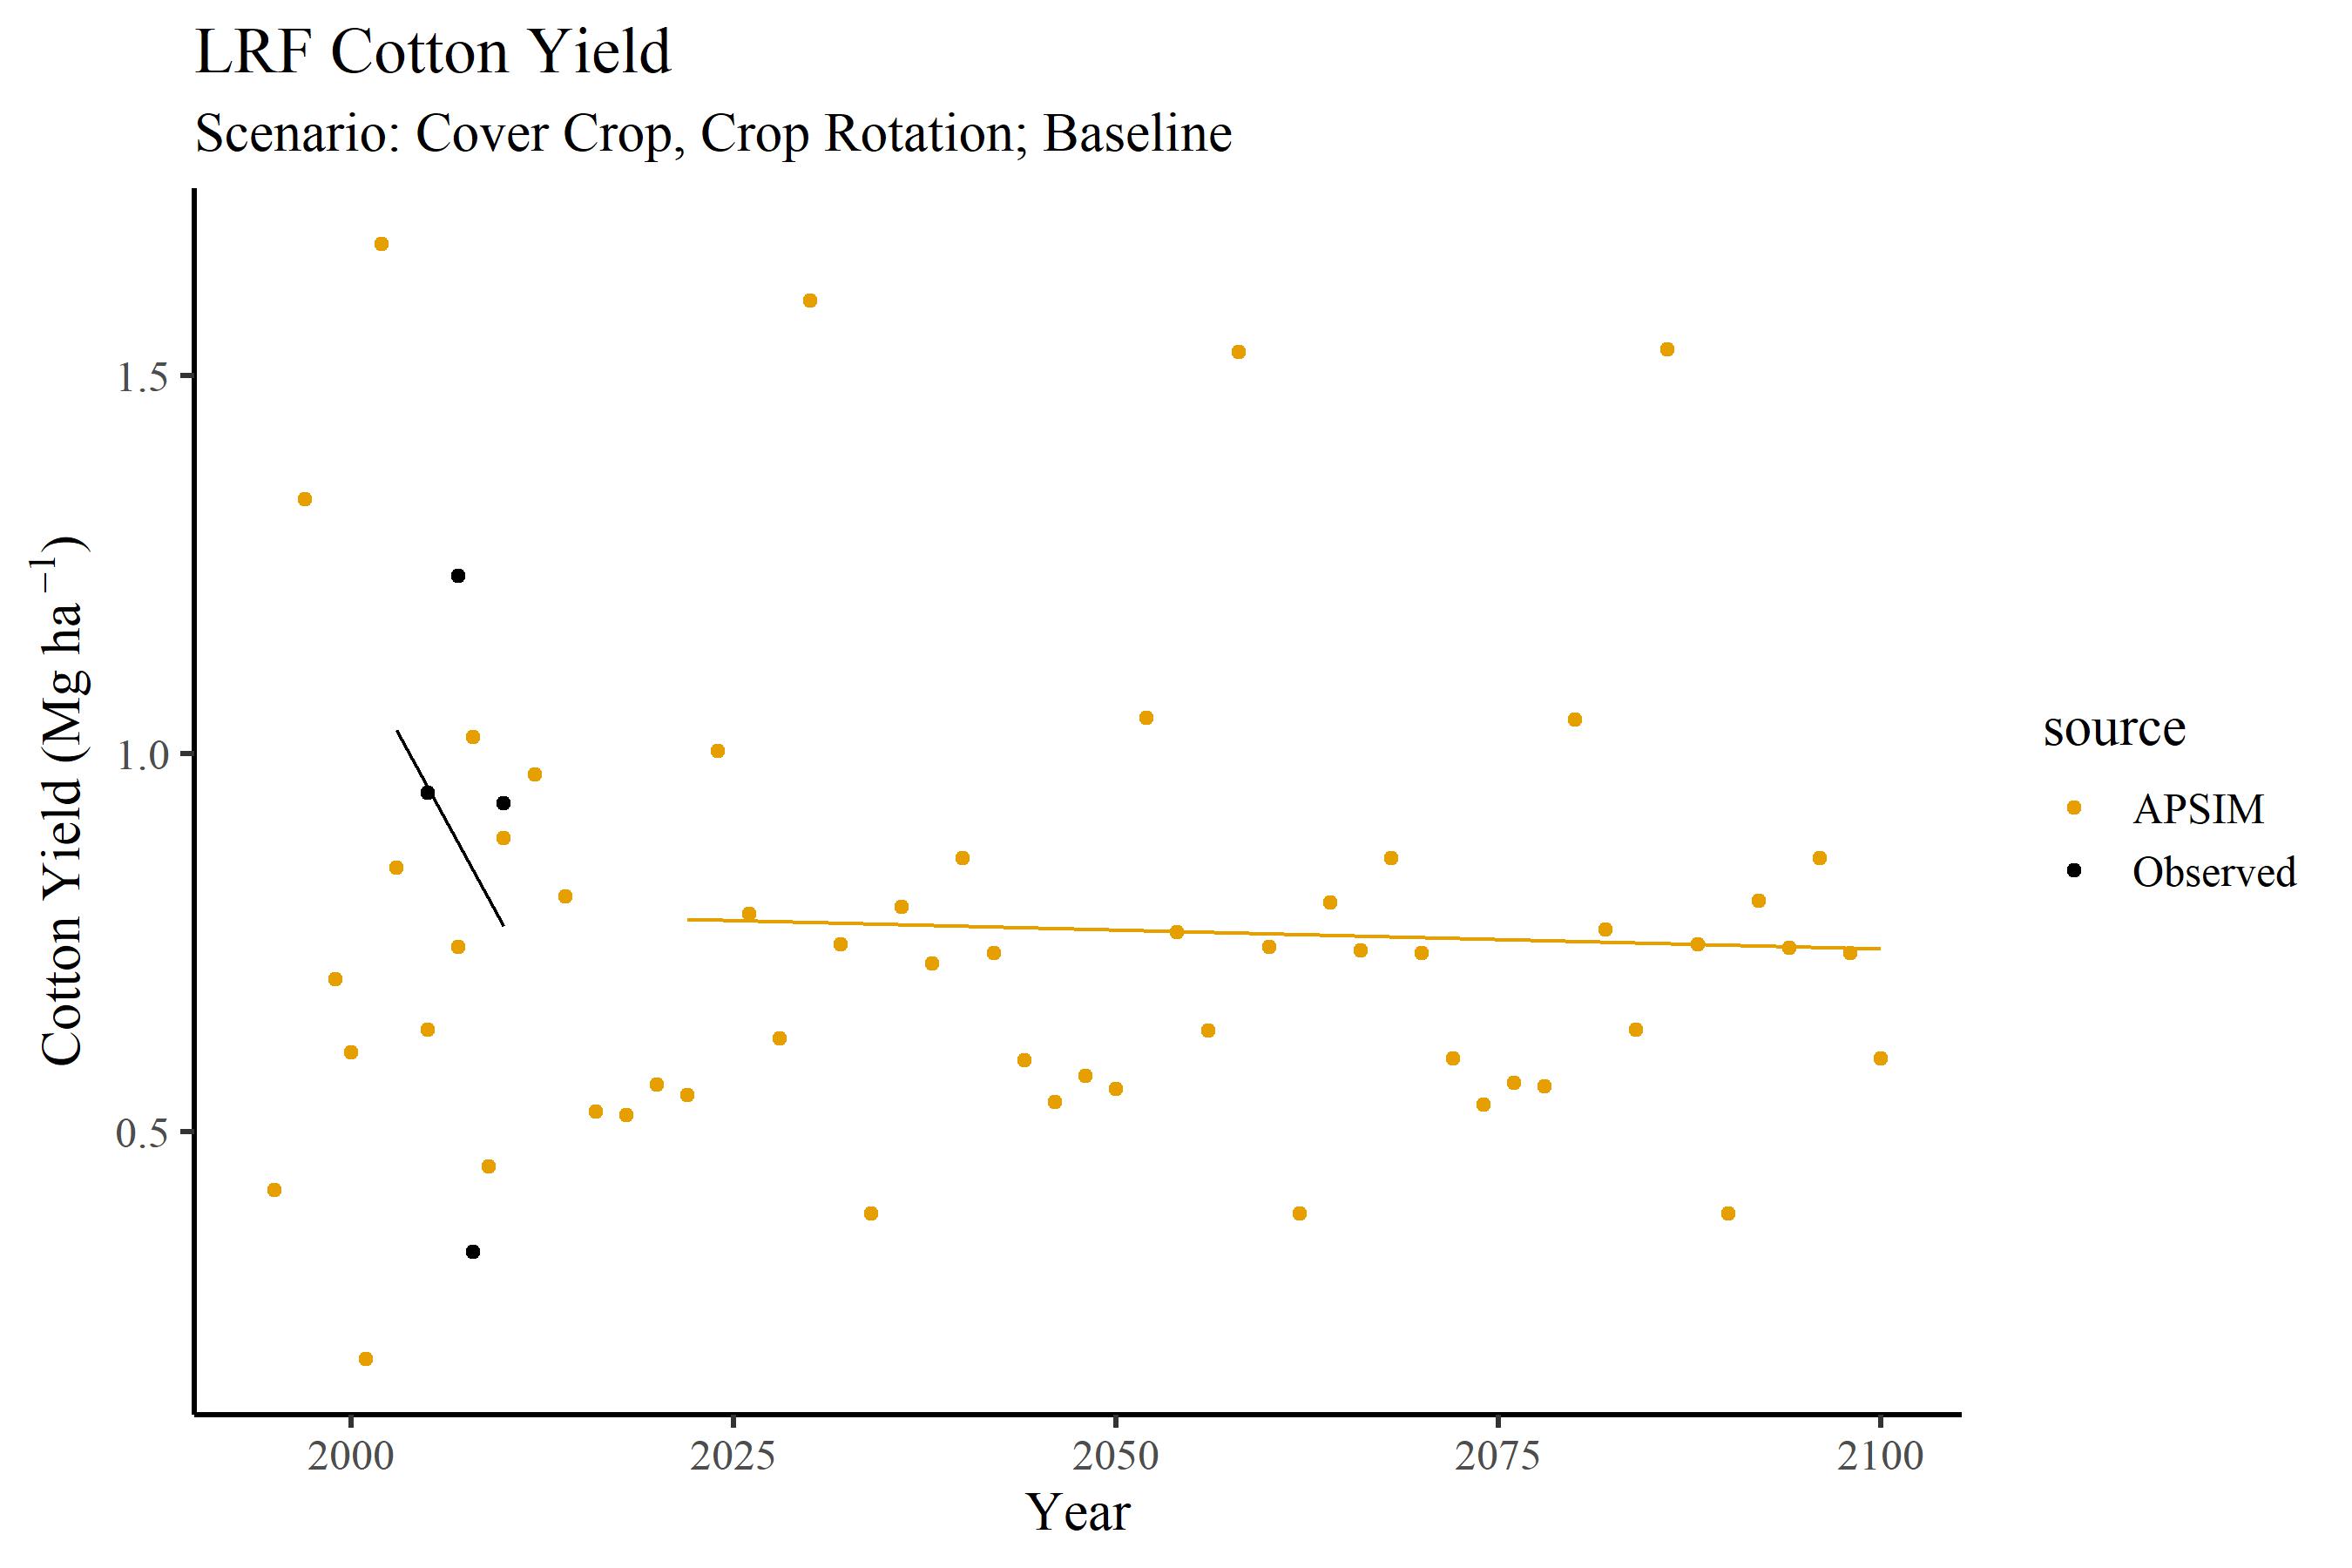 LRF Cotton Yield
Scenario: Cover Crop, Crop Rotation; Baseline
Cotton Yield (Mg ha −1)
1.5
1.0
0.5
2000
2025
2050
2075
2100
Year
source
APSIM
Observed